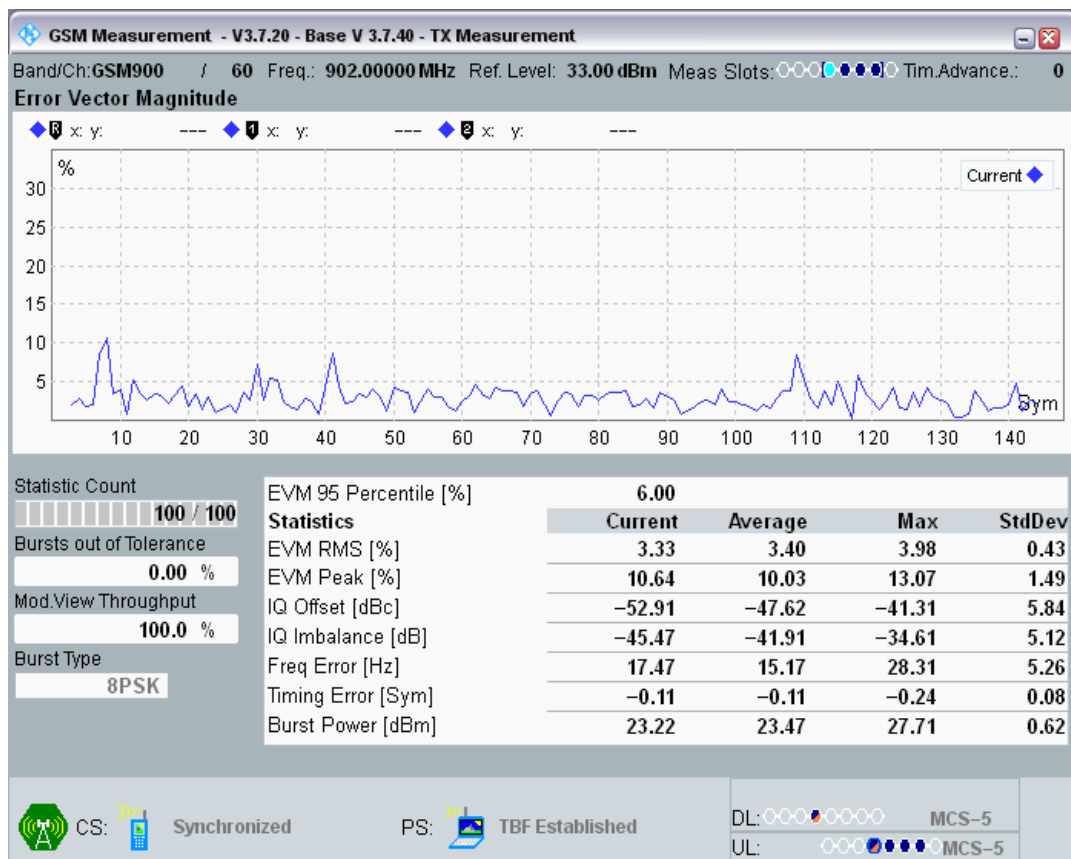 GSM Measurement - V3.7.20 - Base V 3.7.40 - TX Measurement
Band/Ch:GSM900 / 60 Freq.: 902.00000 MHz Ref. Level: 33.00 dBm Meas Slots: Tim.Advance.: 0
Error Vector Magnitude
R x: y: --- 1 x: y: --- 2 x: y: ---
%
Current
30
25
20
15
10
5
Sym
10 20 30 40 50 60 70 80 90 100 110 120 130 140
Statistic Count
100 / 100
Bursts out of Tolerance
0.00 %
Mod.View Throughput
100.0 %
Burst Type
8PSK
EVM 95 Percentile [%] 6.00
Statistics Current Average Max StdDev
EVM RMS [%] 3.33 3.40 3.98 0.43
EVM Peak [%] 10.64 10.03 13.07 1.49
IQ Offset [dBc] −52.91 −47.62 −41.31 5.84
IQ Imbalance [dB] −45.47 −41.91 −34.61 5.12
Freq Error [Hz] 17.47 15.17 28.31 5.26
Timing Error [Sym] −0.11 −0.11 −0.24 0.08
Burst Power [dBm] 23.22 23.47 27.71 0.62
CS: Synchronized PS: TBF Established
DL: MCS−5
UL: MCS−5